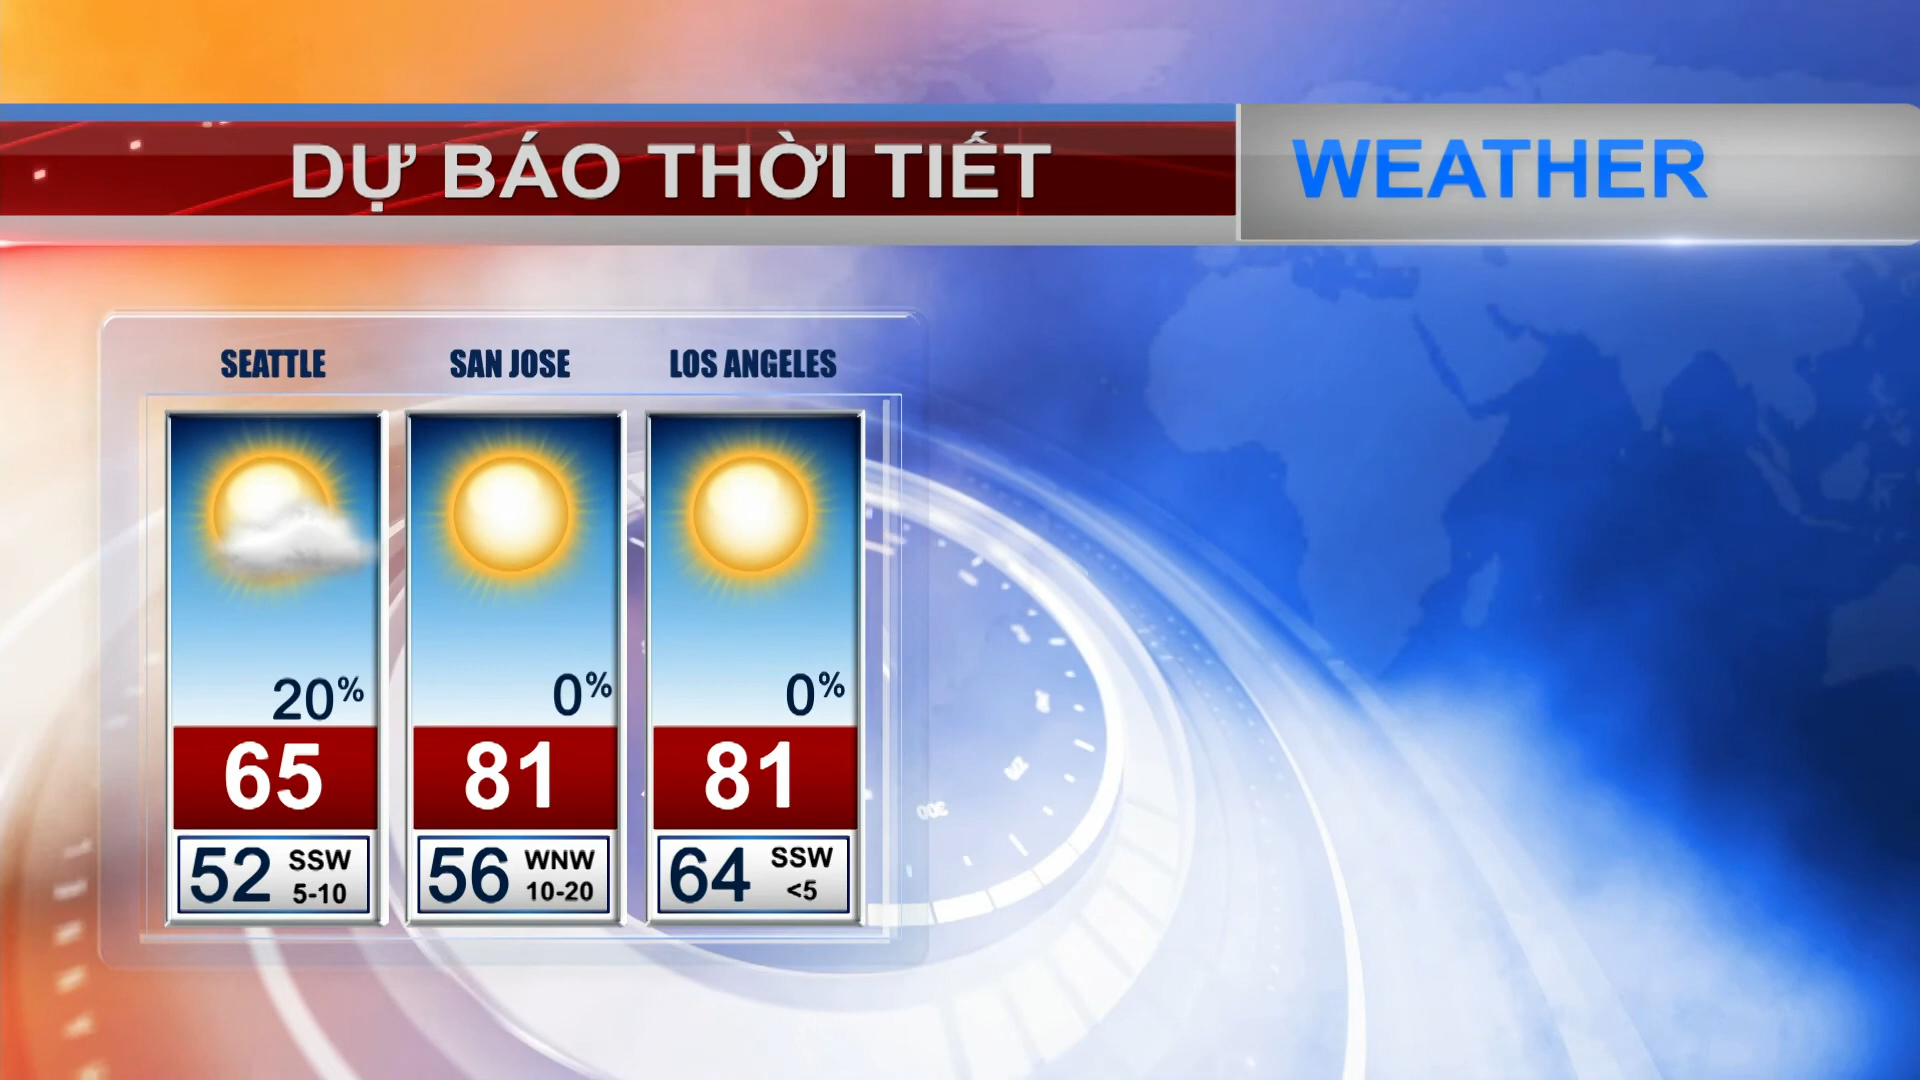 DỰ BÁO THỜI TIẾT
WEATHER
SEATTLE
SAN JOSE
LOS ANGELES
20%
0%
0%
65
81
81
52
SSW
5-10
56
WNW
10-20
64
SSW
<5
300